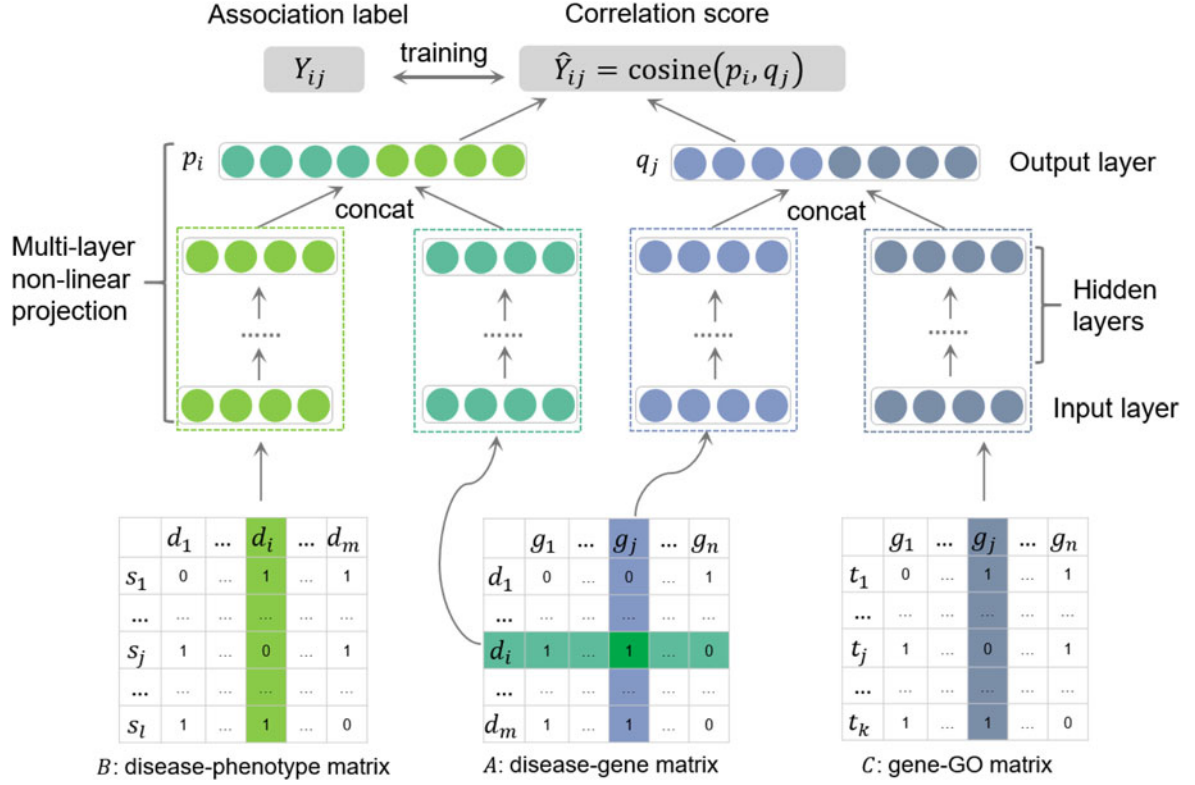 Association label
Correlation score
Y_{ij}
training
Ŷ_{ij} = cosine(p_i, q_j)
p_i
q_j
Output layer
concat
concat
Multi-layer
non-linear
projection
Hidden
layers
......
......
......
......
Input layer
d_1 ... d_i ... d_m
s_1 0 ... 1 ... 1
... ... ... ... ...
s_j 1 ... 0 ... 1
... ... ... ... ...
s_l 1 ... 1 ... 0
B: disease-phenotype matrix
g_1 ... g_j ... g_n
d_1 0 ... 0 ... 1
... ... ... ... ...
d_i 1 ... 1 ... 0
... ... ... ... ...
d_m 1 ... 1 ... 0
A: disease-gene matrix
g_1 ... g_j ... g_n
t_1 0 ... 1 ... 1
... ... ... ... ...
t_j 1 ... 0 ... 1
... ... ... ... ...
t_k 1 ... 1 ... 0
C: gene-GO matrix